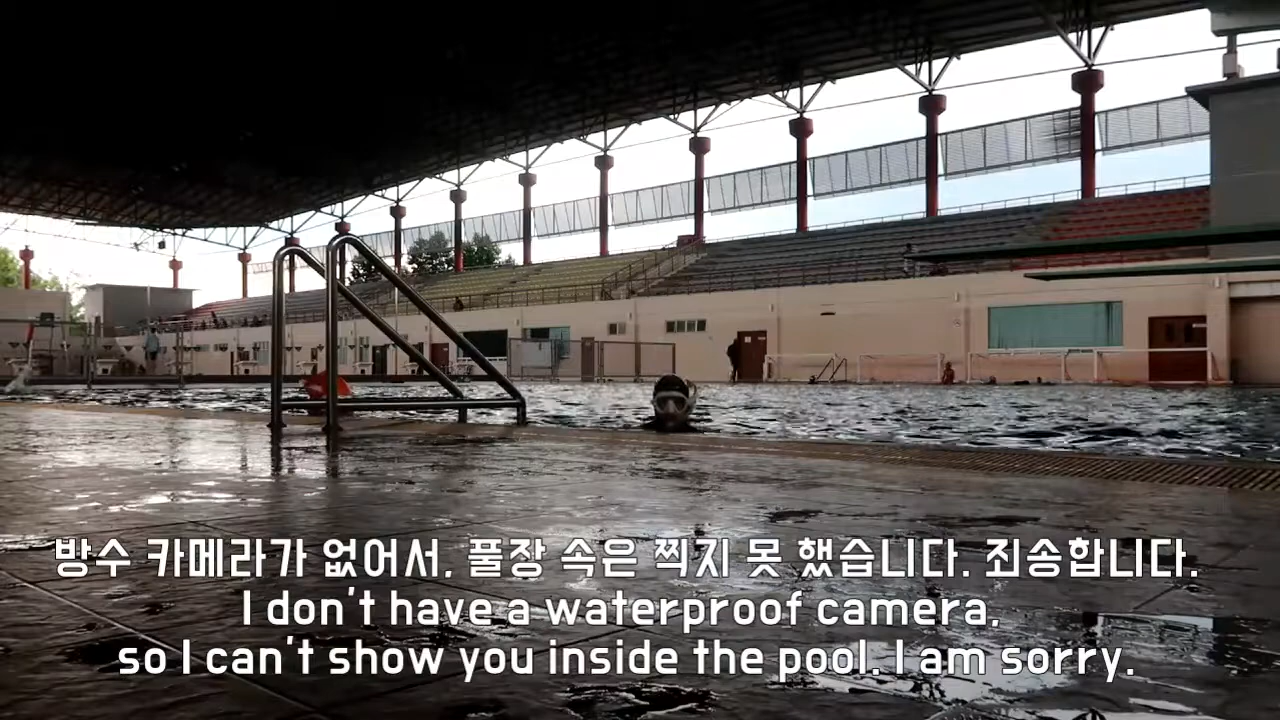 방수 카메라가 없어서, 풀장 속은 찍지 못 했습니다. 죄송합니다.
I don't have a waterproof camera,
so I can't show you inside the pool. I am sorry.